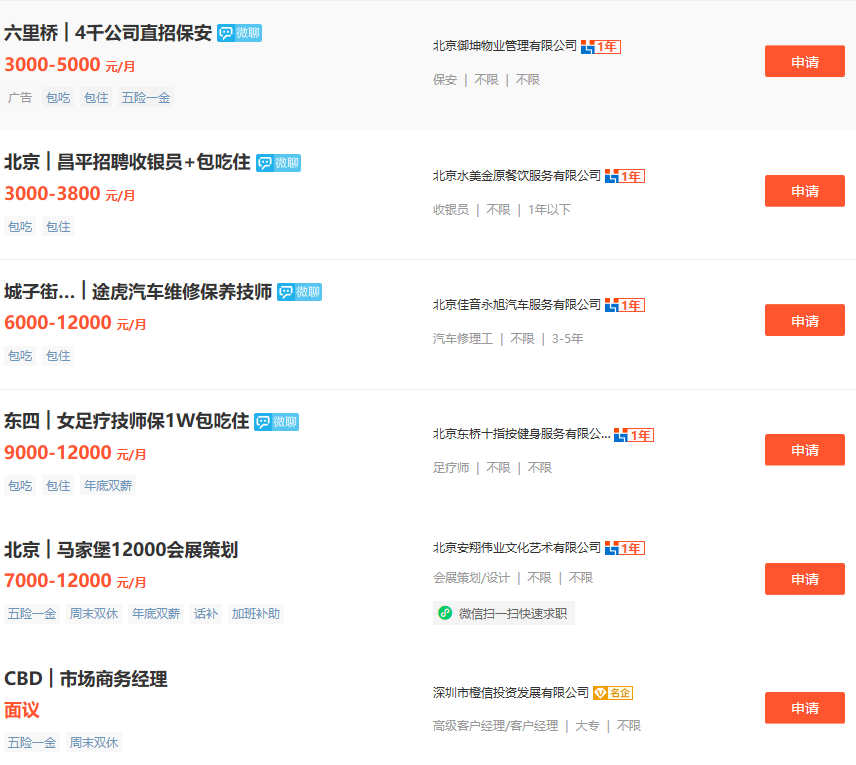 六里桥 | 4千公司直招保安 微聊
3000-5000 元/月
广告 包吃 包住 五险一金
北京御坤物业管理有限公司 1年
保安 | 不限 | 不限
申请
北京 | 昌平招聘收银员+包吃住 微聊
3000-3800 元/月
包吃 包住
北京水美金原餐饮服务有限公司 1年
收银员 | 不限 | 1年以下
申请
城子街... | 途虎汽车维修保养技师 微聊
6000-12000 元/月
包吃 包住
北京佳音永旭汽车服务有限公司 1年
汽车修理工 | 不限 | 3-5年
申请
东四 | 女足疗技师保1W包吃住 微聊
9000-12000 元/月
包吃 包住 年底双薪
北京东桥十指按健身服务有限公... 1年
足疗师 | 不限 | 不限
申请
北京 | 马家堡12000会展策划
7000-12000 元/月
五险一金 周末双休 年底双薪 话补 加班补助
北京安翔伟业文化艺术有限公司 1年
会展策划/设计 | 不限 | 不限
微信扫一扫快速求职
申请
CBD | 市场商务经理
面议
五险一金 周末双休
深圳市橙信投资发展有限公司 名企
高级客户经理/客户经理 | 大专 | 不限
申请